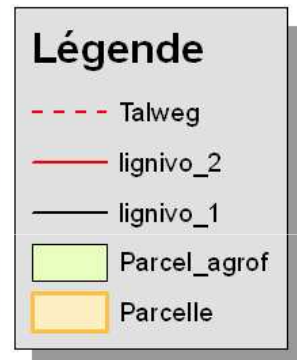 Légende
Talweg
lignivo_2
lignivo_1
Parcel_agrof
Parcelle